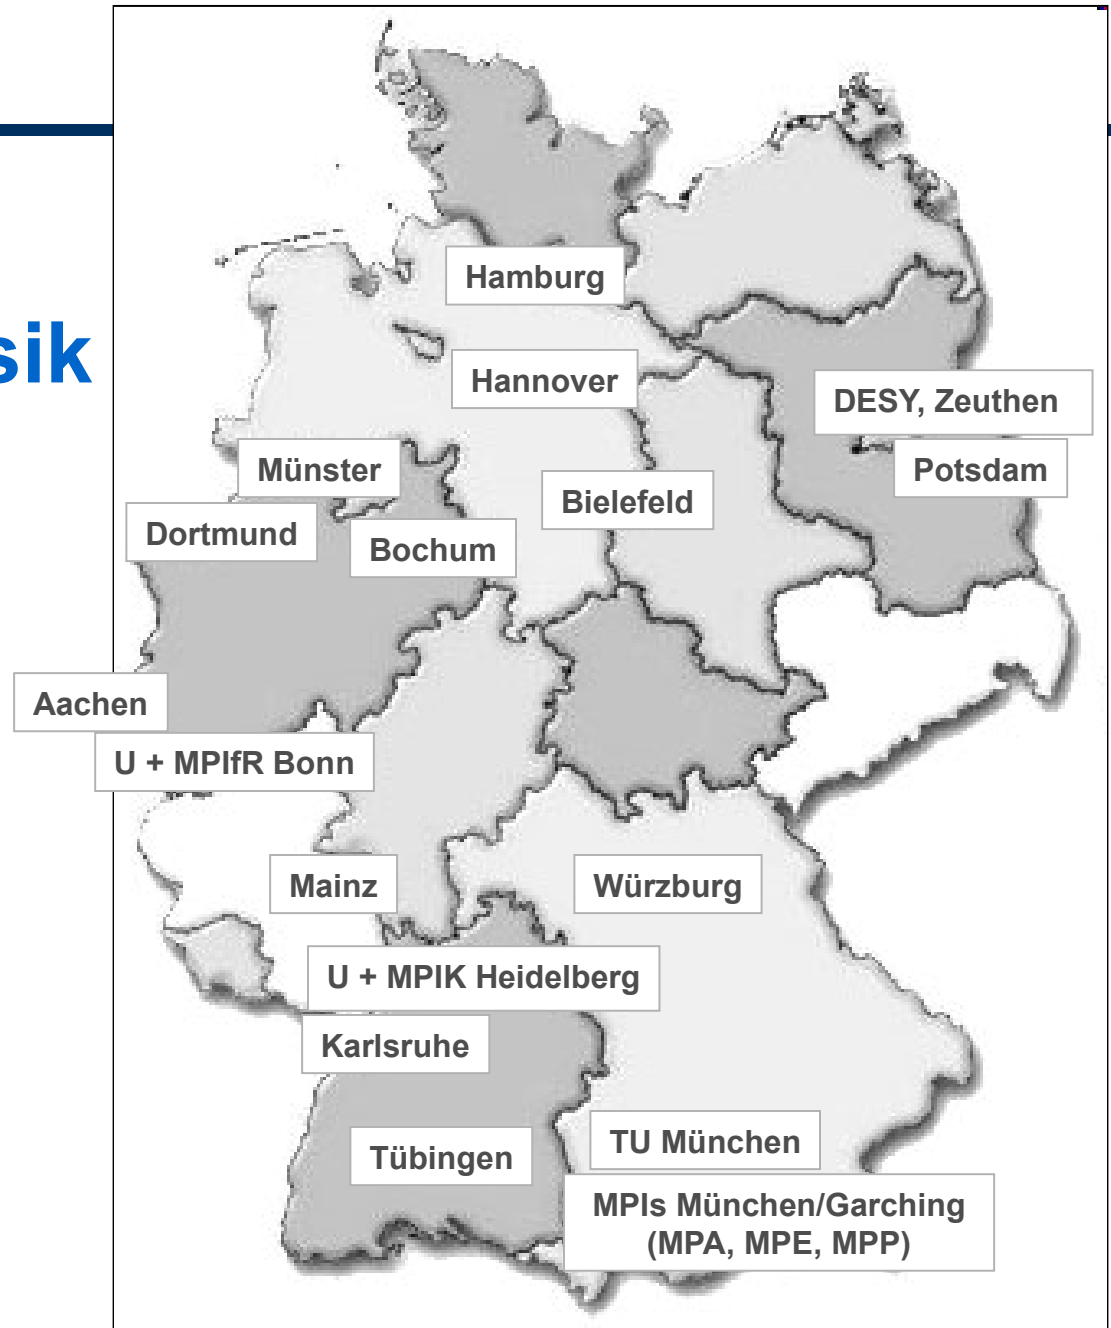 Hamburg
sik
Hannover
DESY, Zeuthen
Münster
Potsdam
Bielefeld
Dortmund
Bochum
Aachen
U + MPIfR Bonn
Mainz
Würzburg
U + MPIK Heidelberg
Karlsruhe
TU München
Tübingen
MPIs München/Garching
(MPA, MPE, MPP)